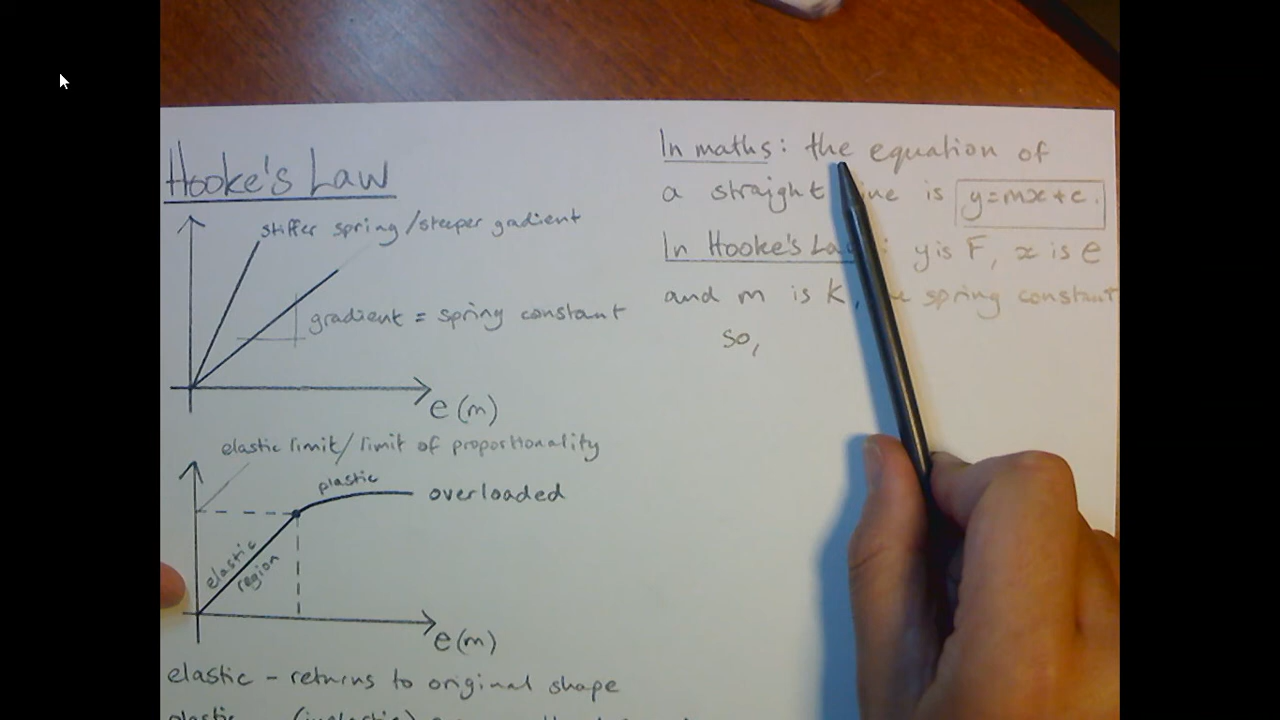 Hooke's Law
stiffer spring/steeper gradient
gradient = spring constant
e (m)
elastic limit/limit of proportionality
plastic
overloaded
elastic
region
e (m)
elastic – returns to original shape
plastic
In maths: the equation of
a straight is y=mx+c.
In Hooke's : y is F, x is e
and m is k, spring constant
so,